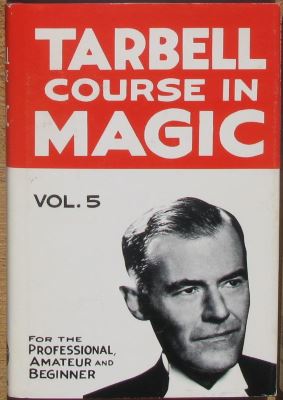 TARBELL
COURSE IN
MAGIC
VOL. 5
FOR THE
PROFESSIONAL,
AMATEUR AND
BEGINNER